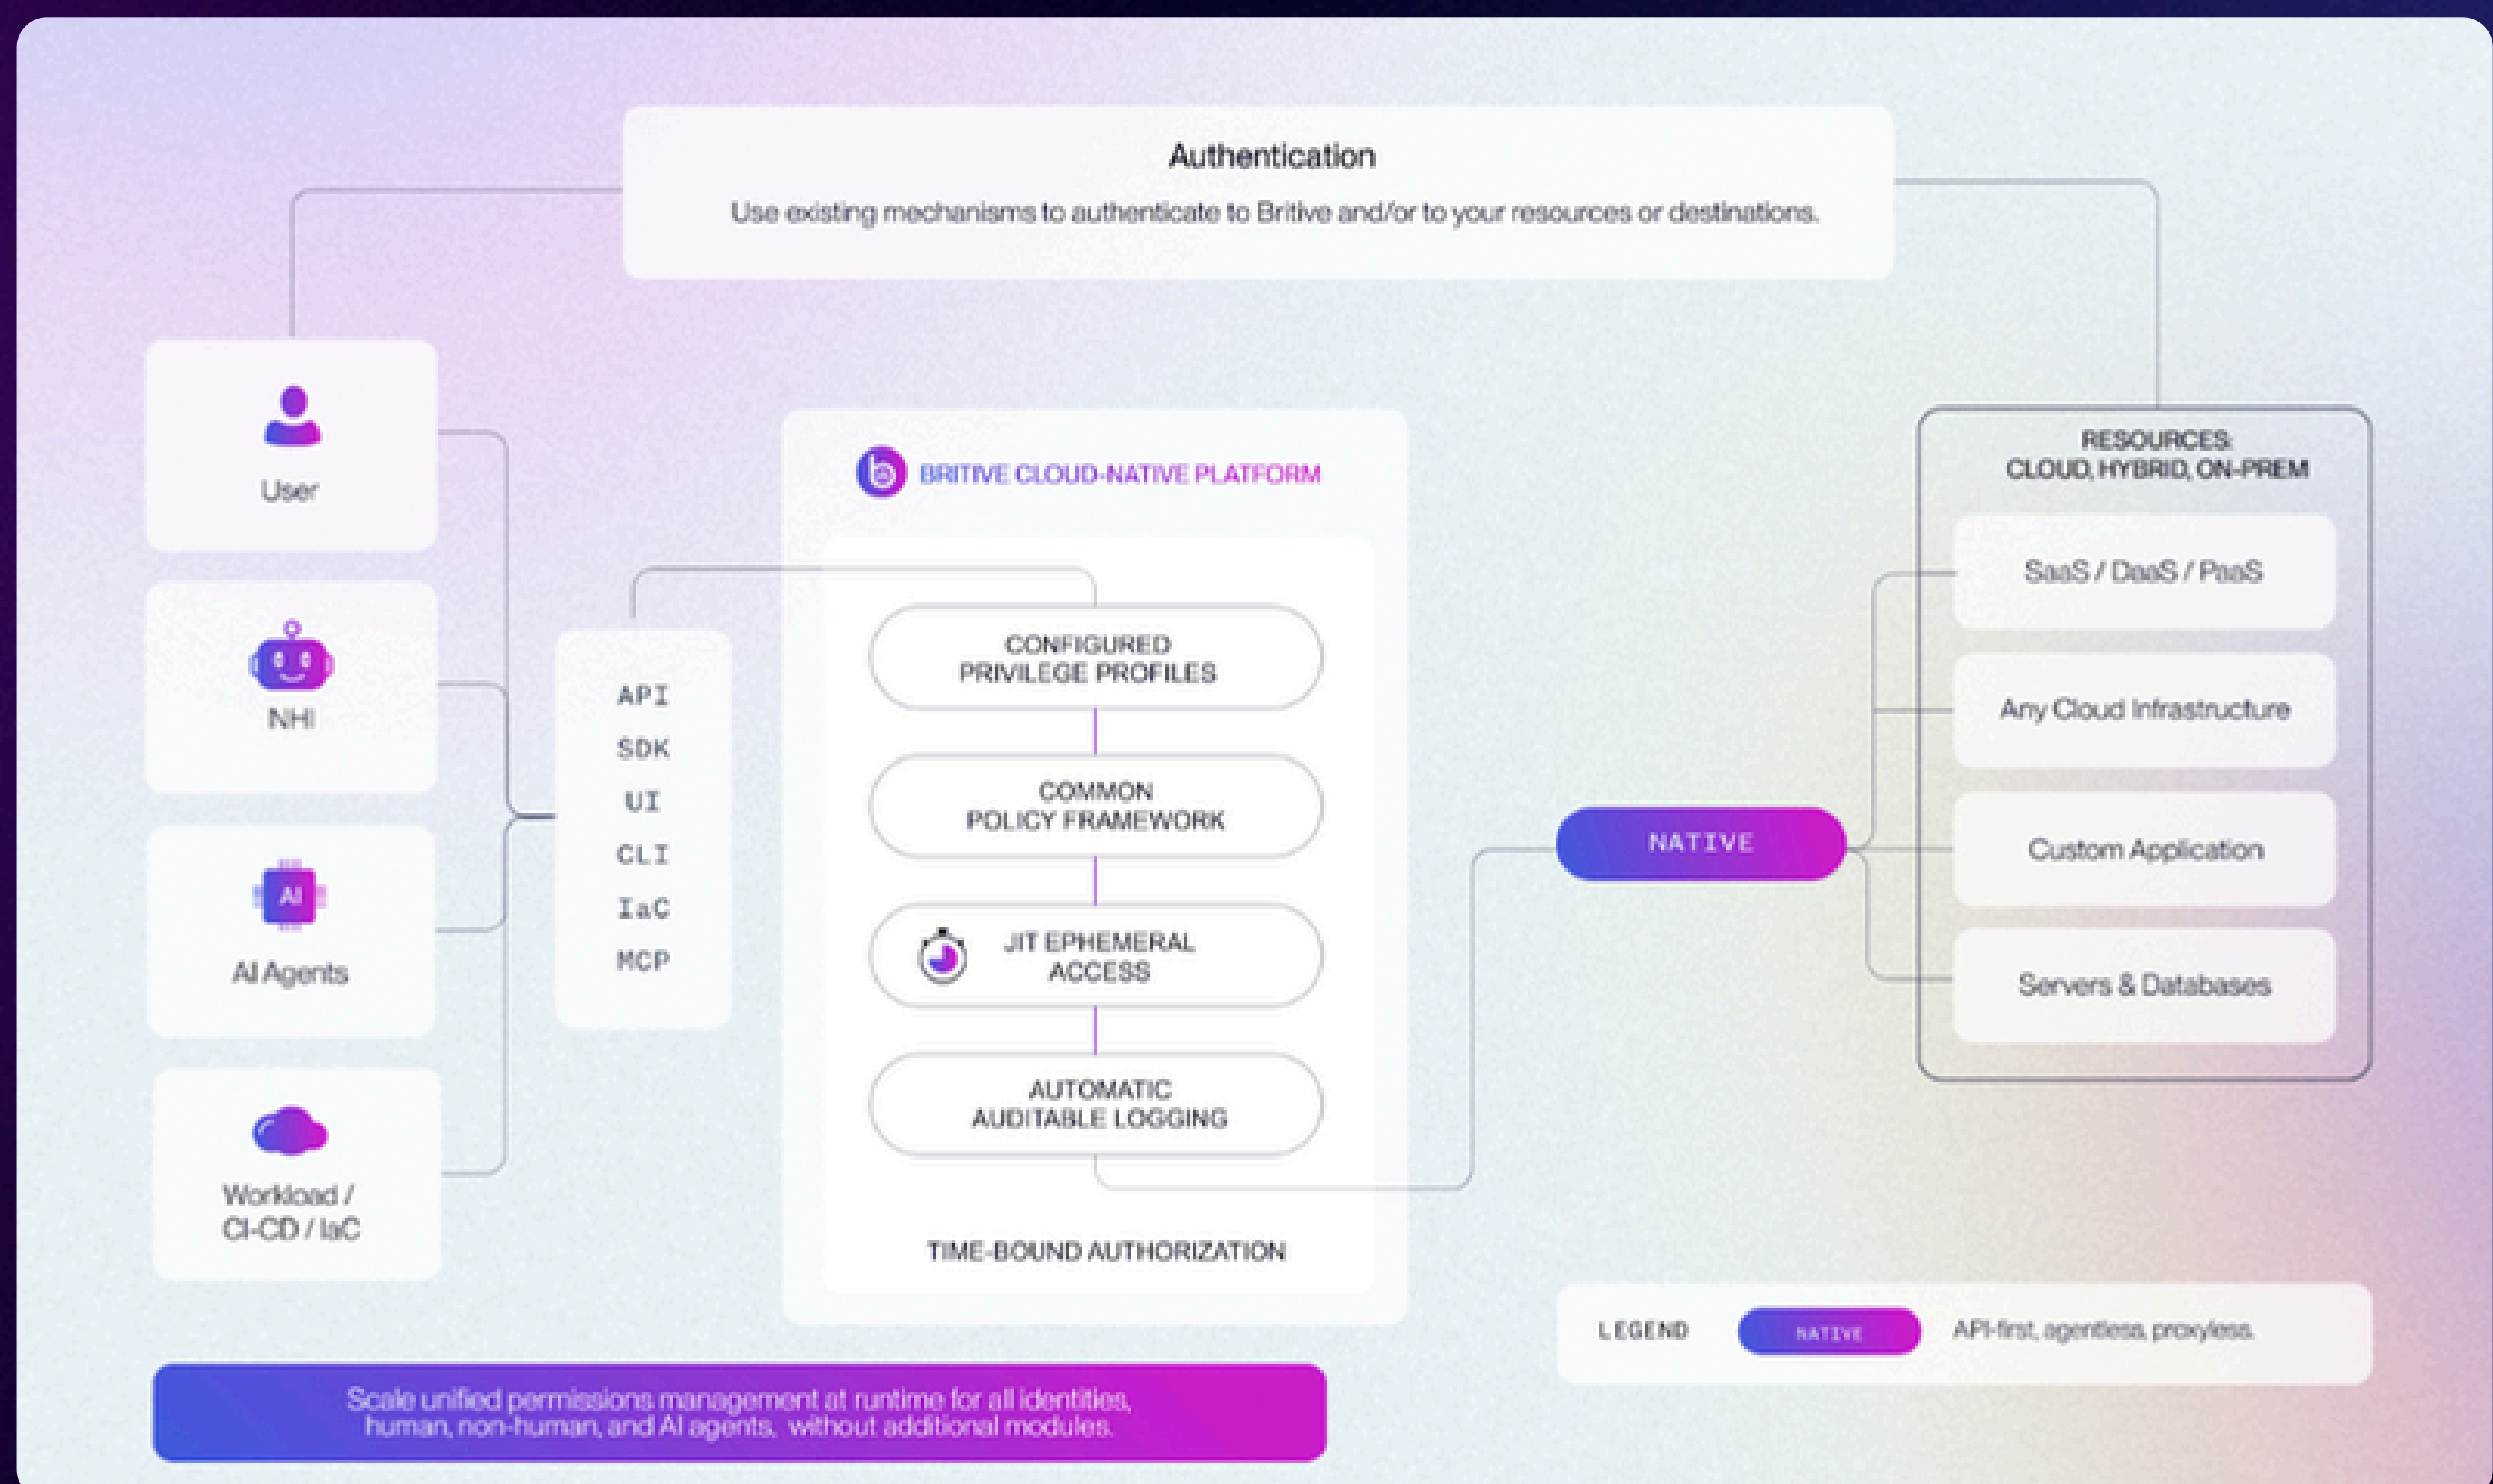 Authentication
Use existing mechanisms to authenticate to Britive and/or to your resources or destinations.
User
NHI
AI
AI Agents
Workload /
CI-CD / IaC
API
SDK
UI
CLI
IaC
MCP
BRITIVE CLOUD-NATIVE PLATFORM
CONFIGURED
PRIVILEGE PROFILES
COMMON
POLICY FRAMEWORK
JIT EPHEMERAL
ACCESS
AUTOMATIC
AUDITABLE LOGGING
TIME-BOUND AUTHORIZATION
NATIVE
RESOURCES:
CLOUD, HYBRID, ON-PREM
SaaS / DaaS / PaaS
Any Cloud Infrastructure
Custom Application
Servers & Databases
LEGEND
NATIVE
API-first, agentless, proxyless.
Scale unified permissions management at runtime for all identities,
human, non-human, and AI agents, without additional modules.